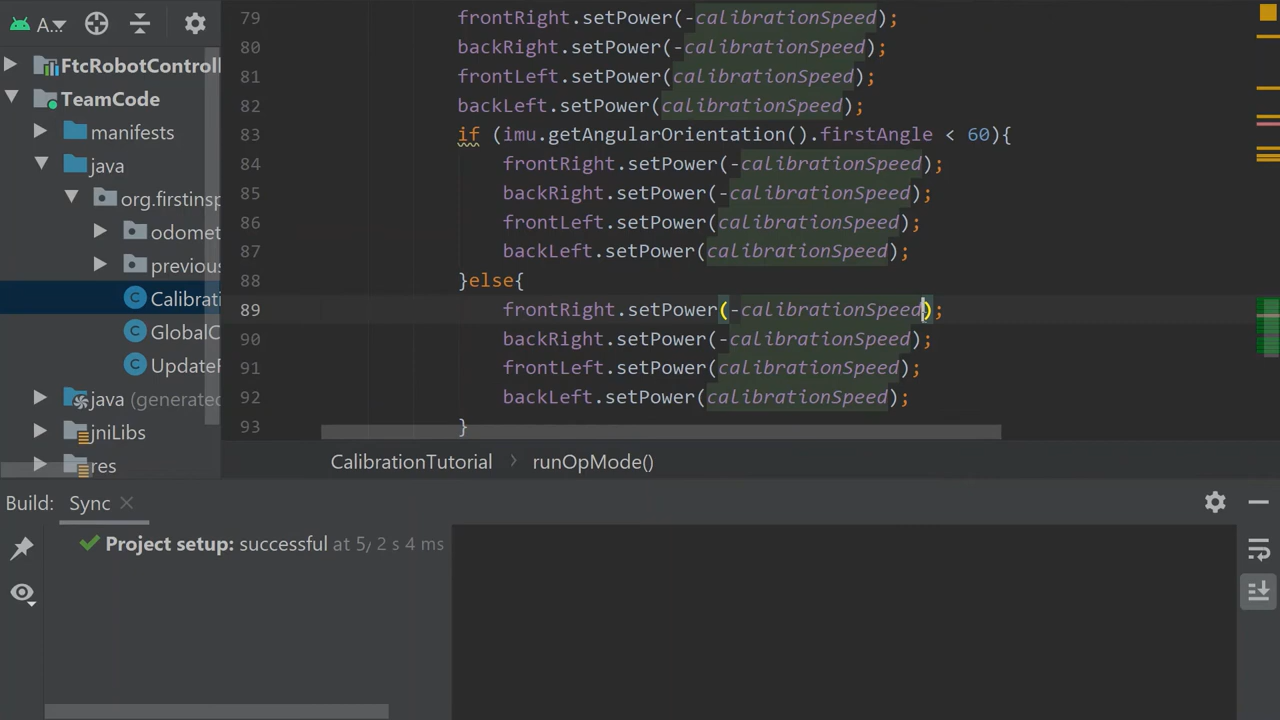 A...
FtcRobotControll
TeamCode
manifests
java
org.firstinsp
odomet
previous
Calibrati
GlobalC
UpdateF
java (generated
jniLibs
res
79 frontRight.setPower(-calibrationSpeed);
80 backRight.setPower(-calibrationSpeed);
81 frontLeft.setPower(calibrationSpeed);
82 backLeft.setPower(calibrationSpeed);
83 if (imu.getAngularOrientation().firstAngle < 60){
84 frontRight.setPower(-calibrationSpeed);
85 backRight.setPower(-calibrationSpeed);
86 frontLeft.setPower(calibrationSpeed);
87 backLeft.setPower(calibrationSpeed);
88 }else{
89 frontRight.setPower(-calibrationSpeed);
90 backRight.setPower(-calibrationSpeed);
91 frontLeft.setPower(calibrationSpeed);
92 backLeft.setPower(calibrationSpeed);
93 }
CalibrationTutorial > runOpMode()
Build: Sync ×
Project setup: successful at 5/ 2 s 4 ms